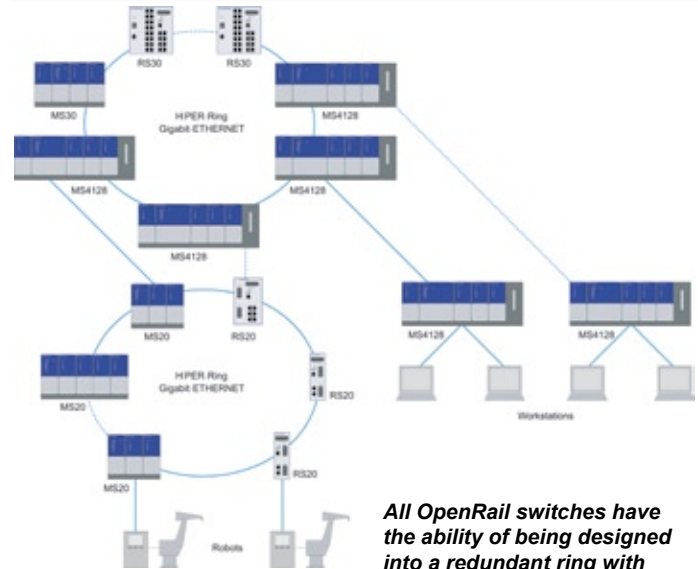 RS30
RS30
MS30
MS4128
HIPER-Ring
Gigabit-ETHERNET
MS4128
MS4128
MS4128
MS20
RS20
MS4128
MS4128
HIPER-Ring
Gigabit-ETHERNET
MS20
RS20
Workstations
MS20
RS20
Robots
All OpenRail switches have
the ability of being designed
into a redundant ring with